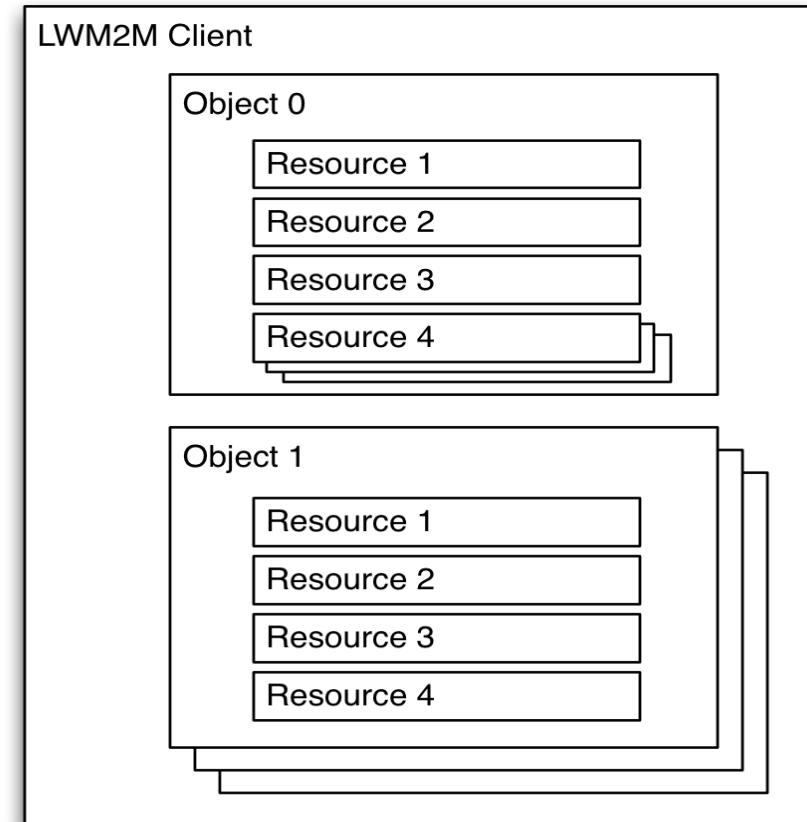 LWM2M Client
Object 0
Resource 1
Resource 2
Resource 3
Resource 4
Object 1
Resource 1
Resource 2
Resource 3
Resource 4